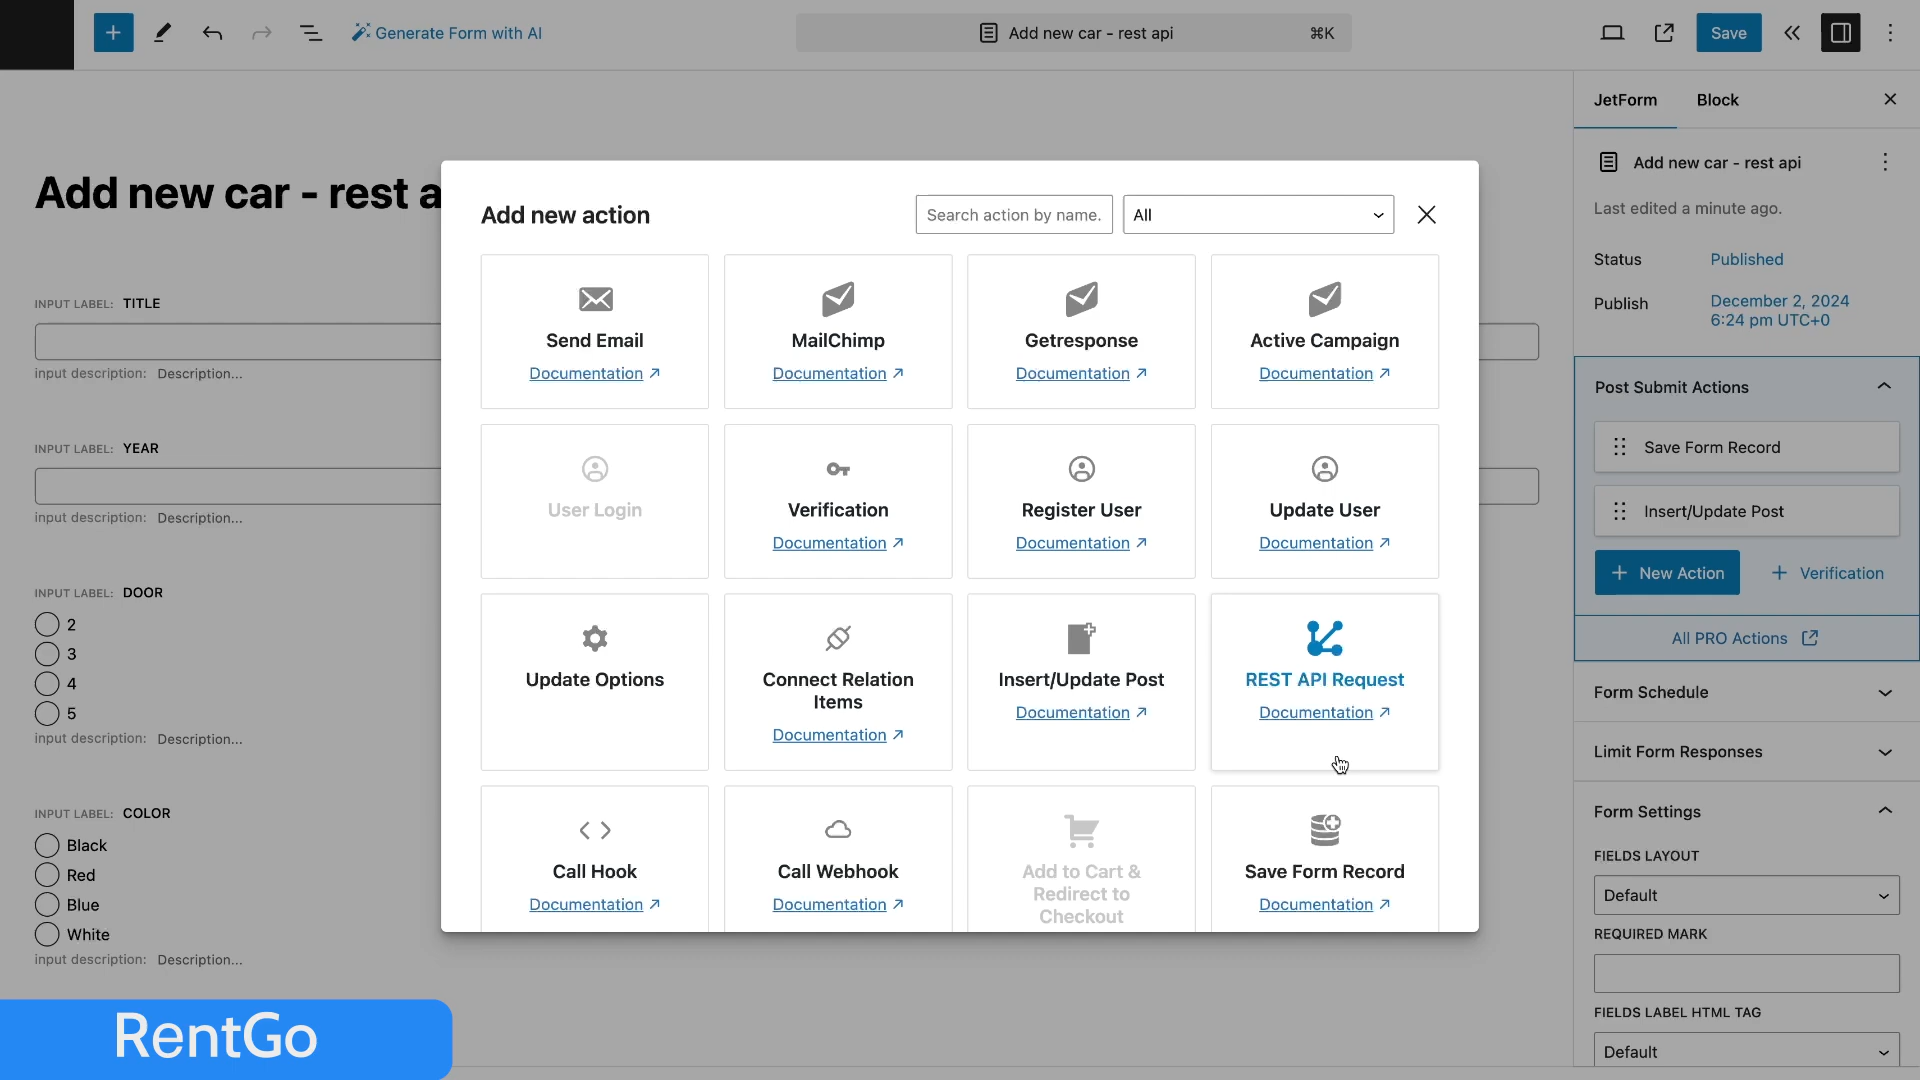 Generate Form with AI
Add new car - rest api
⌘K
Save
Add new car - rest a
INPUT LABEL: TITLE
input description: Description...
INPUT LABEL: YEAR
input description: Description...
INPUT LABEL: DOOR
2
3
4
5
input description: Description...
INPUT LABEL: COLOR
Black
Red
Blue
White
input description: Description...
RentGo
Add new action
Search action by name.
All
Send Email
Documentation ↗
MailChimp
Documentation ↗
Getresponse
Documentation ↗
Active Campaign
Documentation ↗
User Login
Verification
Documentation ↗
Register User
Documentation ↗
Update User
Documentation ↗
Update Options
Connect Relation
Items
Documentation ↗
Insert/Update Post
Documentation ↗
REST API Request
Documentation ↗
Call Hook
Documentation ↗
Call Webhook
Documentation ↗
Add to Cart &
Redirect to
Checkout
Save Form Record
Documentation ↗
JetForm
Block
Add new car - rest api
Last edited a minute ago.
Status
Published
Publish
December 2, 2024
6:24 pm UTC+0
Post Submit Actions
Save Form Record
Insert/Update Post
New Action
Verification
All PRO Actions
Form Schedule
Limit Form Responses
Form Settings
FIELDS LAYOUT
Default
REQUIRED MARK
FIELDS LABEL HTML TAG
Default